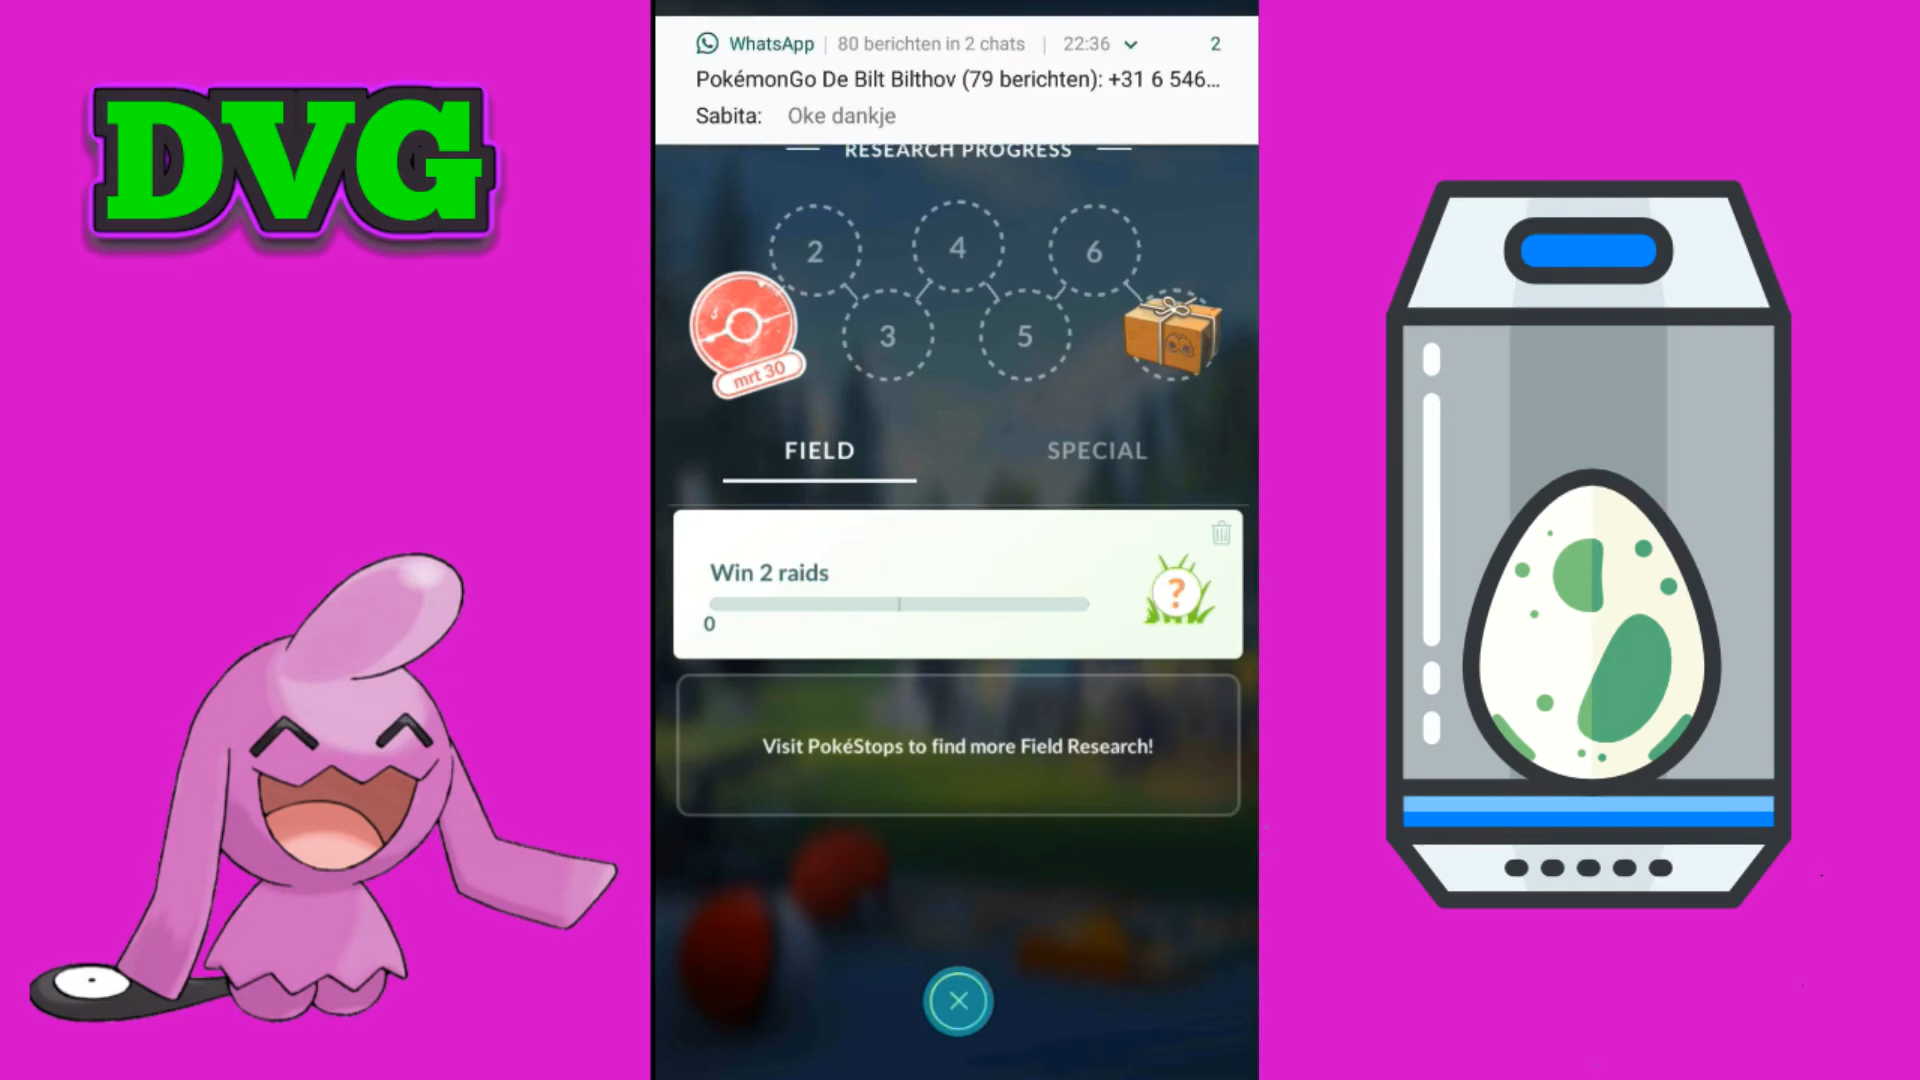 DVG
WhatsApp | 80 berichten in 2 chats | 22:36 2
PokémonGo De Bilt Bilthov (79 berichten): +31 6 546...
Sabita: Oke dankje
RESEARCH PROGRESS
2 4 6
3 5
mrt 30
FIELD SPECIAL
Win 2 raids
?
0
Visit PokéStops to find more Field Research!